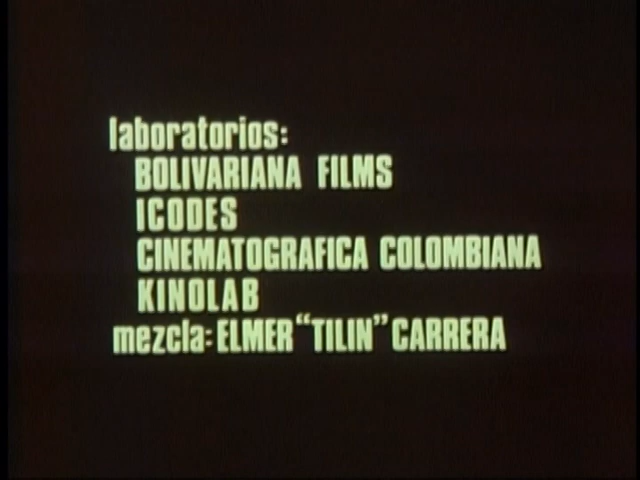 laboratorios:
BOLIVARIANA FILMS
ICODES
CINEMATOGRAFICA COLOMBIANA
KINOLAB
mezcla: ELMER "TILIN" CARRERA